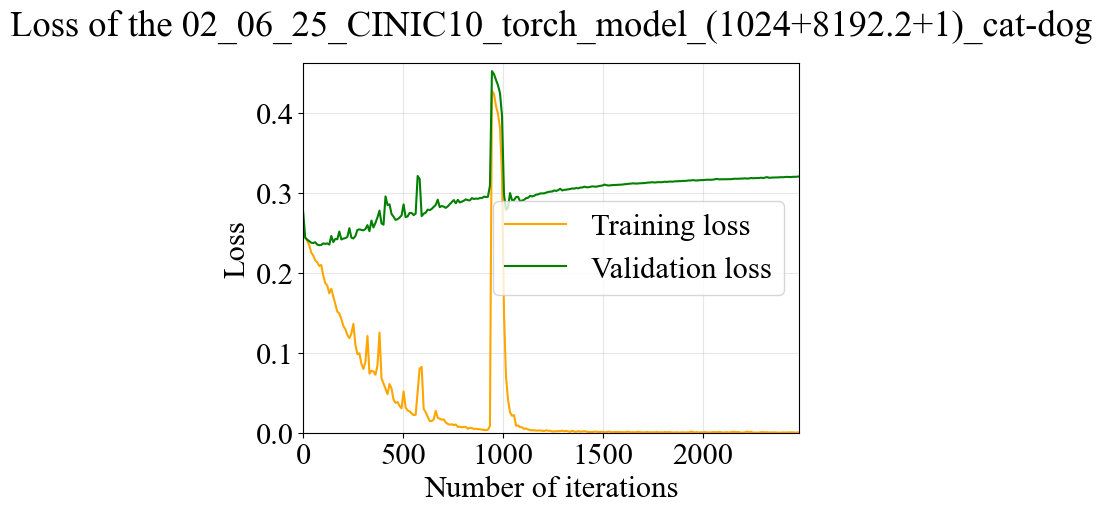 Loss of the 02_06_25_CINIC10_torch_model_(1024+8192.2+1)_cat-dog
0.4
0.3
0.2
0.1
0.0
Loss
Training loss
Validation loss
0 500 1000 1500 2000
Number of iterations